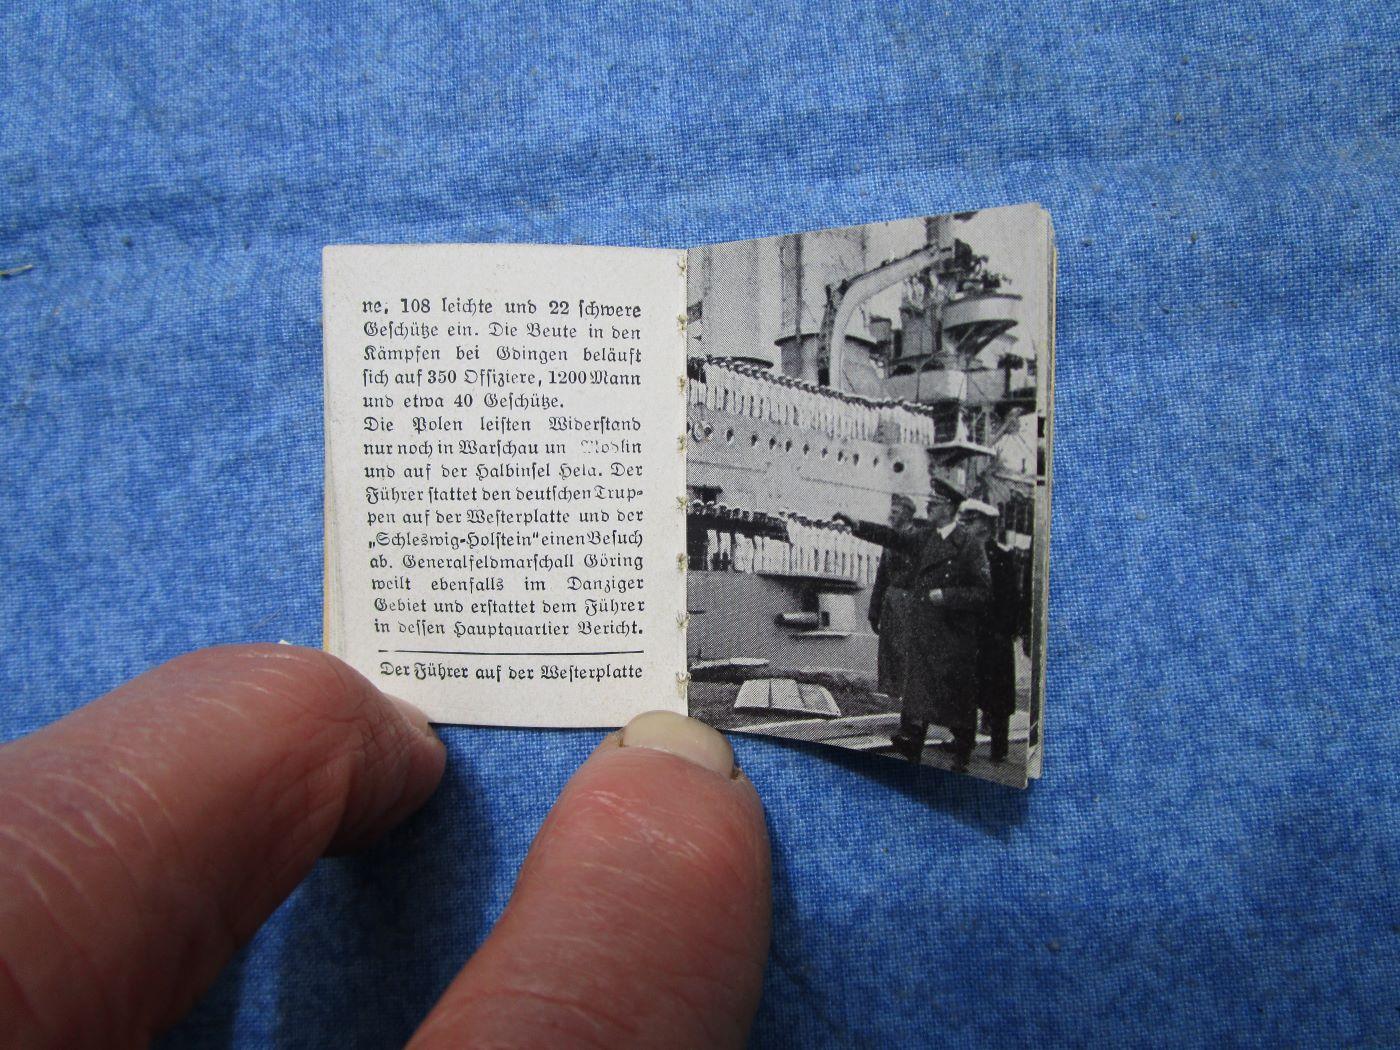 ne, 108 leichte und 22 schwere
Geschütze ein. Die Beute in den
Kämpfen bei Gdingen beläuft
sich auf 350 Offiziere, 1200 Mann
und etwa 40 Geschütze.
Die Polen leisten Widerstand
nur noch in Warschau un Modlin
und auf der Halbinsel Hela. Der
Führer stattet den deutschen Trup-
pen auf der Westerplatte und der
„Schleswig-Holstein“ einen Besuch
ab. Generalfeldmarschall Göring
weilt ebenfalls im Danziger
Gebiet und erstattet dem Führer
in dessen Hauptquartier Bericht.
Der Führer auf der Westerplatte